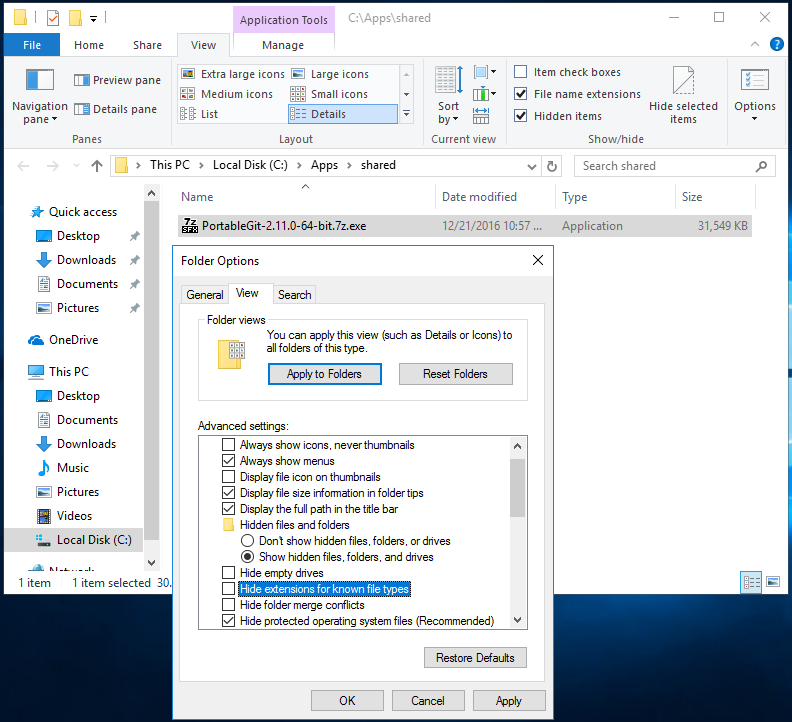 Application Tools
C:\Apps\shared
File
Home
Share
View
Manage
Navigation pane
Preview pane
Details pane
Panes
Extra large icons
Large icons
Medium icons
Small icons
List
Details
Layout
Sort by
Current view
Item check boxes
File name extensions
Hidden items
Hide selected items
Show/hide
Options
This PC
Local Disk (C:)
Apps
shared
Search shared
Name
Date modified
Type
Size
7z SFX
PortableGit-2.11.0-64-bit.7z.exe
12/21/2016 10:57 ...
Application
31,549 KB
Quick access
Desktop
Downloads
Documents
Pictures
OneDrive
This PC
Desktop
Documents
Downloads
Music
Pictures
Videos
Local Disk (C:)
Network
1 item
1 item selected
30.
Folder Options
General
View
Search
Folder views
You can apply this view (such as Details or Icons) to
all folders of this type.
Apply to Folders
Reset Folders
Advanced settings:
Always show icons, never thumbnails
Always show menus
Display file icon on thumbnails
Display file size information in folder tips
Display the full path in the title bar
Hidden files and folders
Don't show hidden files, folders, or drives
Show hidden files, folders, and drives
Hide empty drives
Hide extensions for known file types
Hide folder merge conflicts
Hide protected operating system files (Recommended)
Restore Defaults
OK
Cancel
Apply